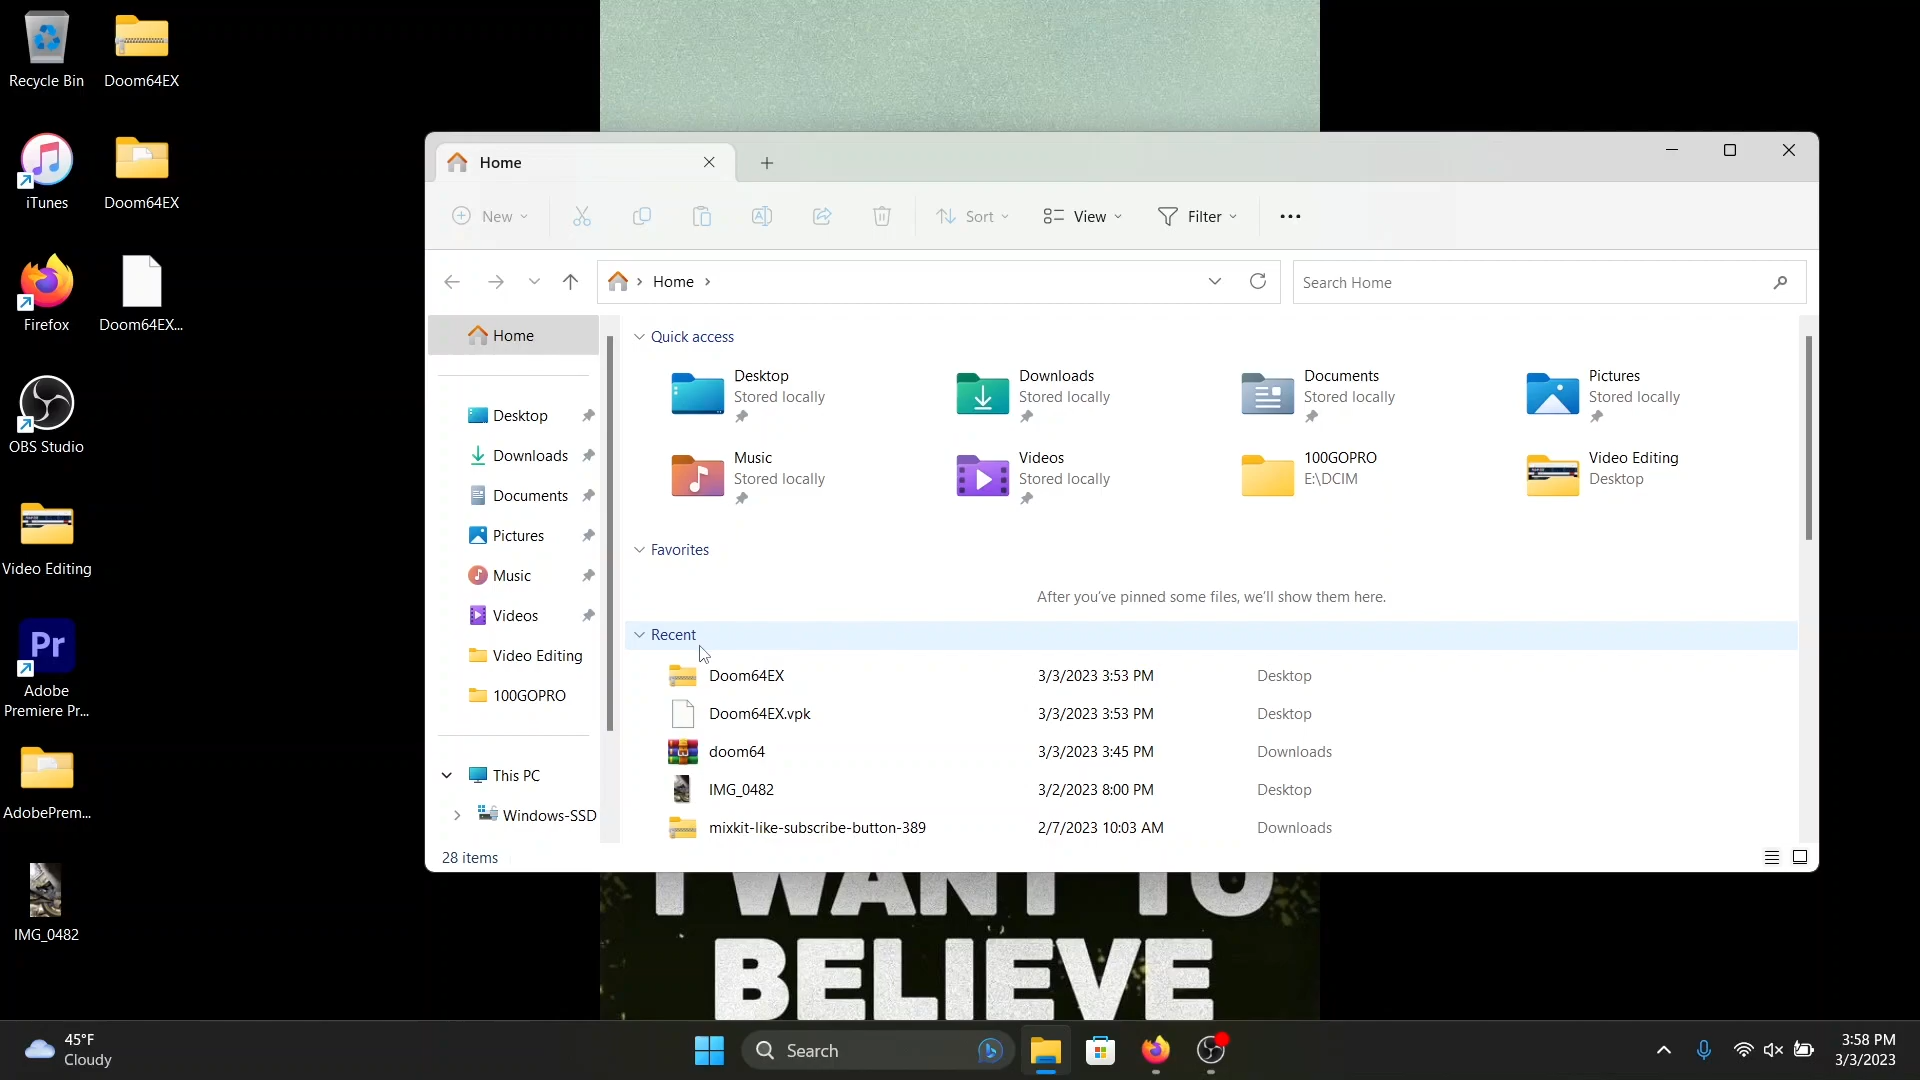 Recycle Bin
Doom64EX
iTunes
Doom64EX
Firefox
Doom64EX...
OBS Studio
Video Editing
Pr
Adobe
Premiere Pr...
AdobePrem...
IMG_0482
Home
New
Sort
View
Filter
Home
Search Home
Home
Desktop
Downloads
Documents
Pictures
Music
Videos
Video Editing
100GOPRO
This PC
Windows-SSD
Quick access
Desktop
Stored locally
Downloads
Stored locally
Documents
Stored locally
Pictures
Stored locally
Music
Stored locally
Videos
Stored locally
100GOPRO
E:\DCIM
Video Editing
Desktop
Favorites
After you've pinned some files, we'll show them here.
Recent
Doom64EX 3/3/2023 3:53 PM Desktop
Doom64EX.vpk 3/3/2023 3:53 PM Desktop
doom64 3/3/2023 3:45 PM Downloads
IMG_0482 3/2/2023 8:00 PM Desktop
mixkit-like-subscribe-button-389 2/7/2023 10:03 AM Downloads
28 items
I WANT TO
BELIEVE
45°F
Cloudy
Search
3:58 PM
3/3/2023